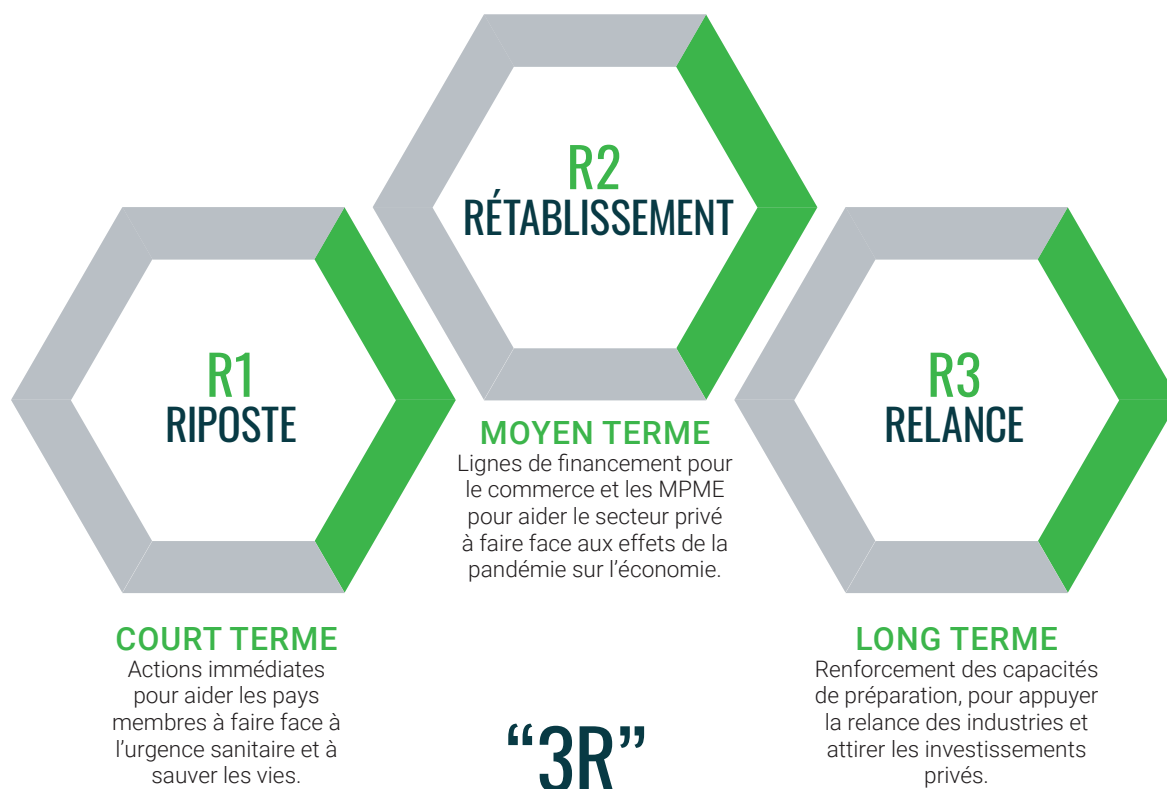 R1
RIPOSTE
COURT TERME
Actions immédiates
pour aider les pays
membres à faire face à
l’urgence sanitaire et à
sauver les vies.
R2
RÉTABLISSEMENT
MOYEN TERME
Lignes de financement pour
le commerce et les MPME
pour aider le secteur privé
à faire face aux effets de la
pandémie sur l’économie.
R3
RELANCE
LONG TERME
Renforcement des capacités
de préparation, pour appuyer
la relance des industries et
attirer les investissements
privés.
“3R”